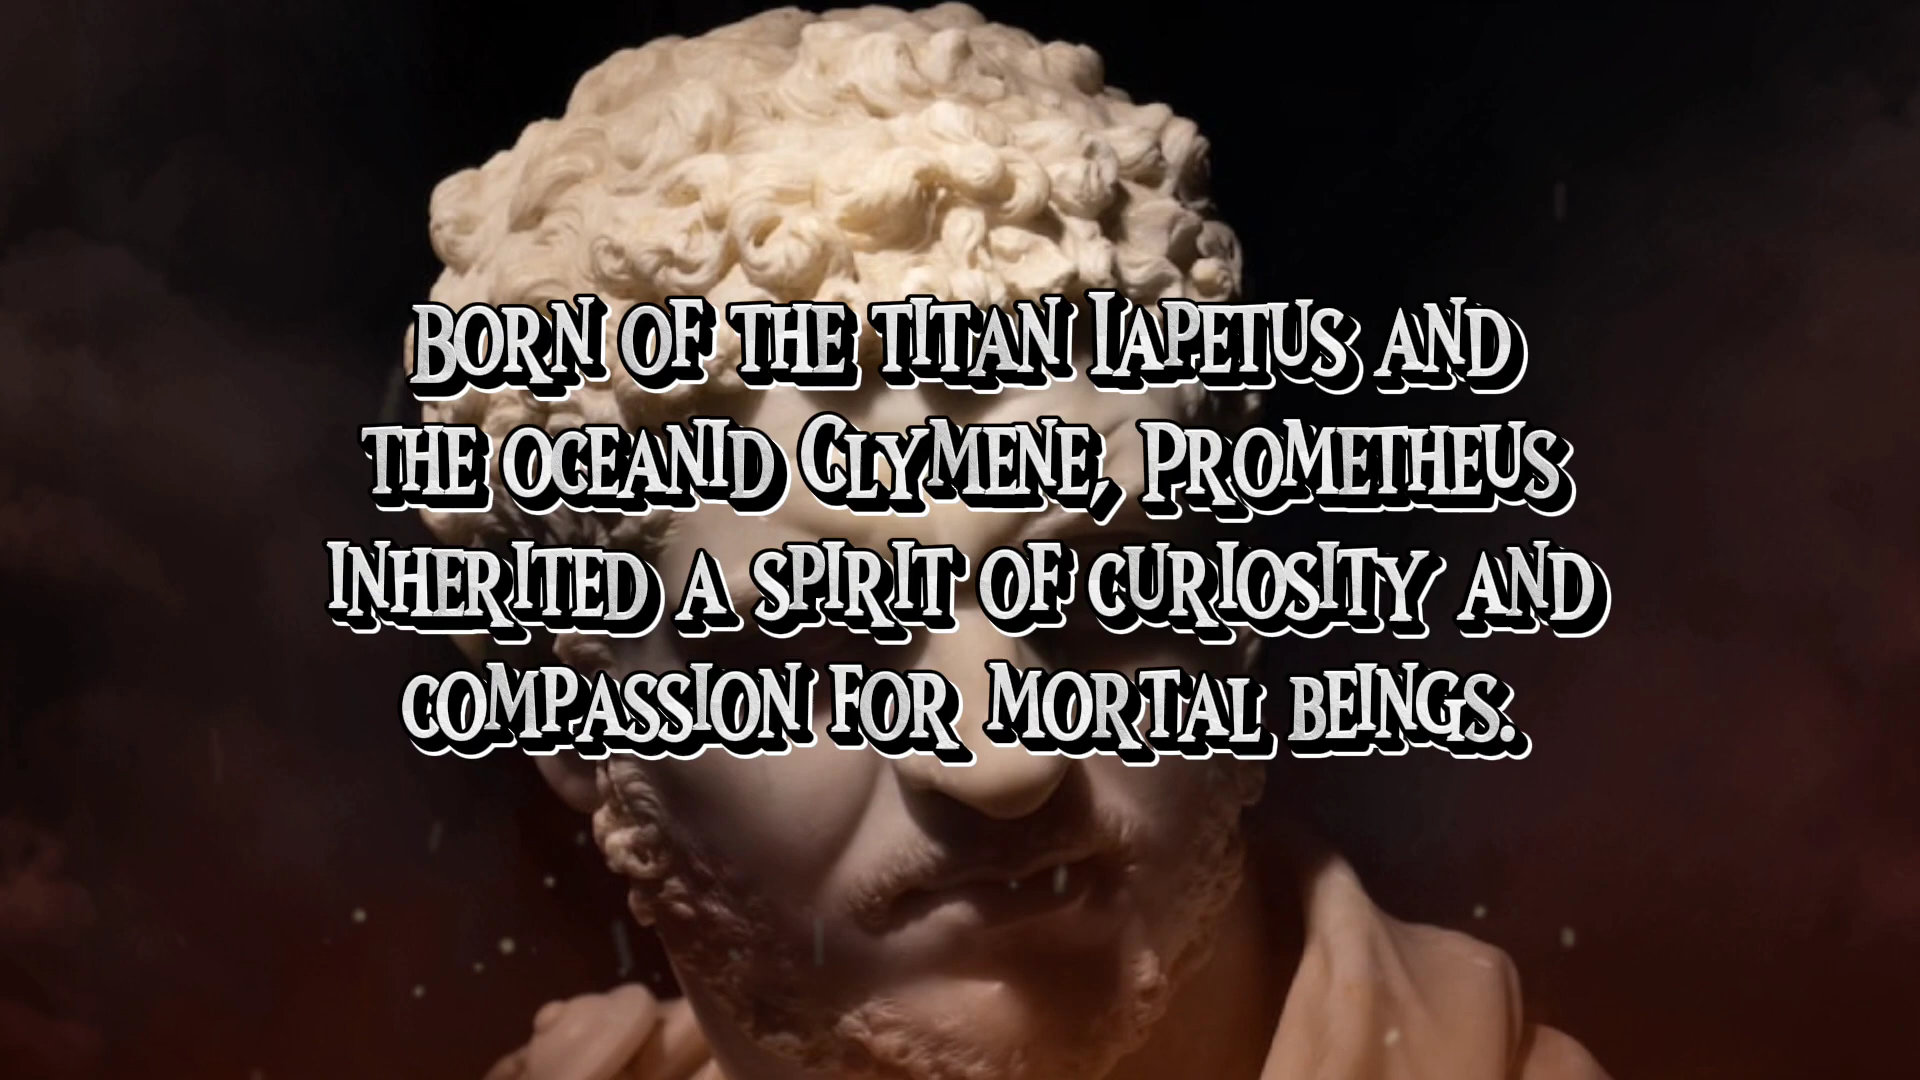 Born of the titan Iapetus and
the oceanid Clymene, Prometheus
inherited a spirit of curiosity and
compassion for mortal beings.